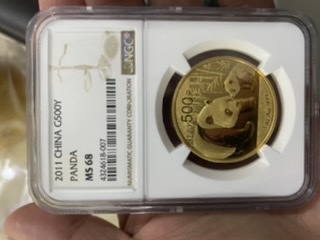 2011 CHINA G500Y
PANDA
MS 68
4324618-007
NUMISMATIC GUARANTY CORPORATION
NGC
500